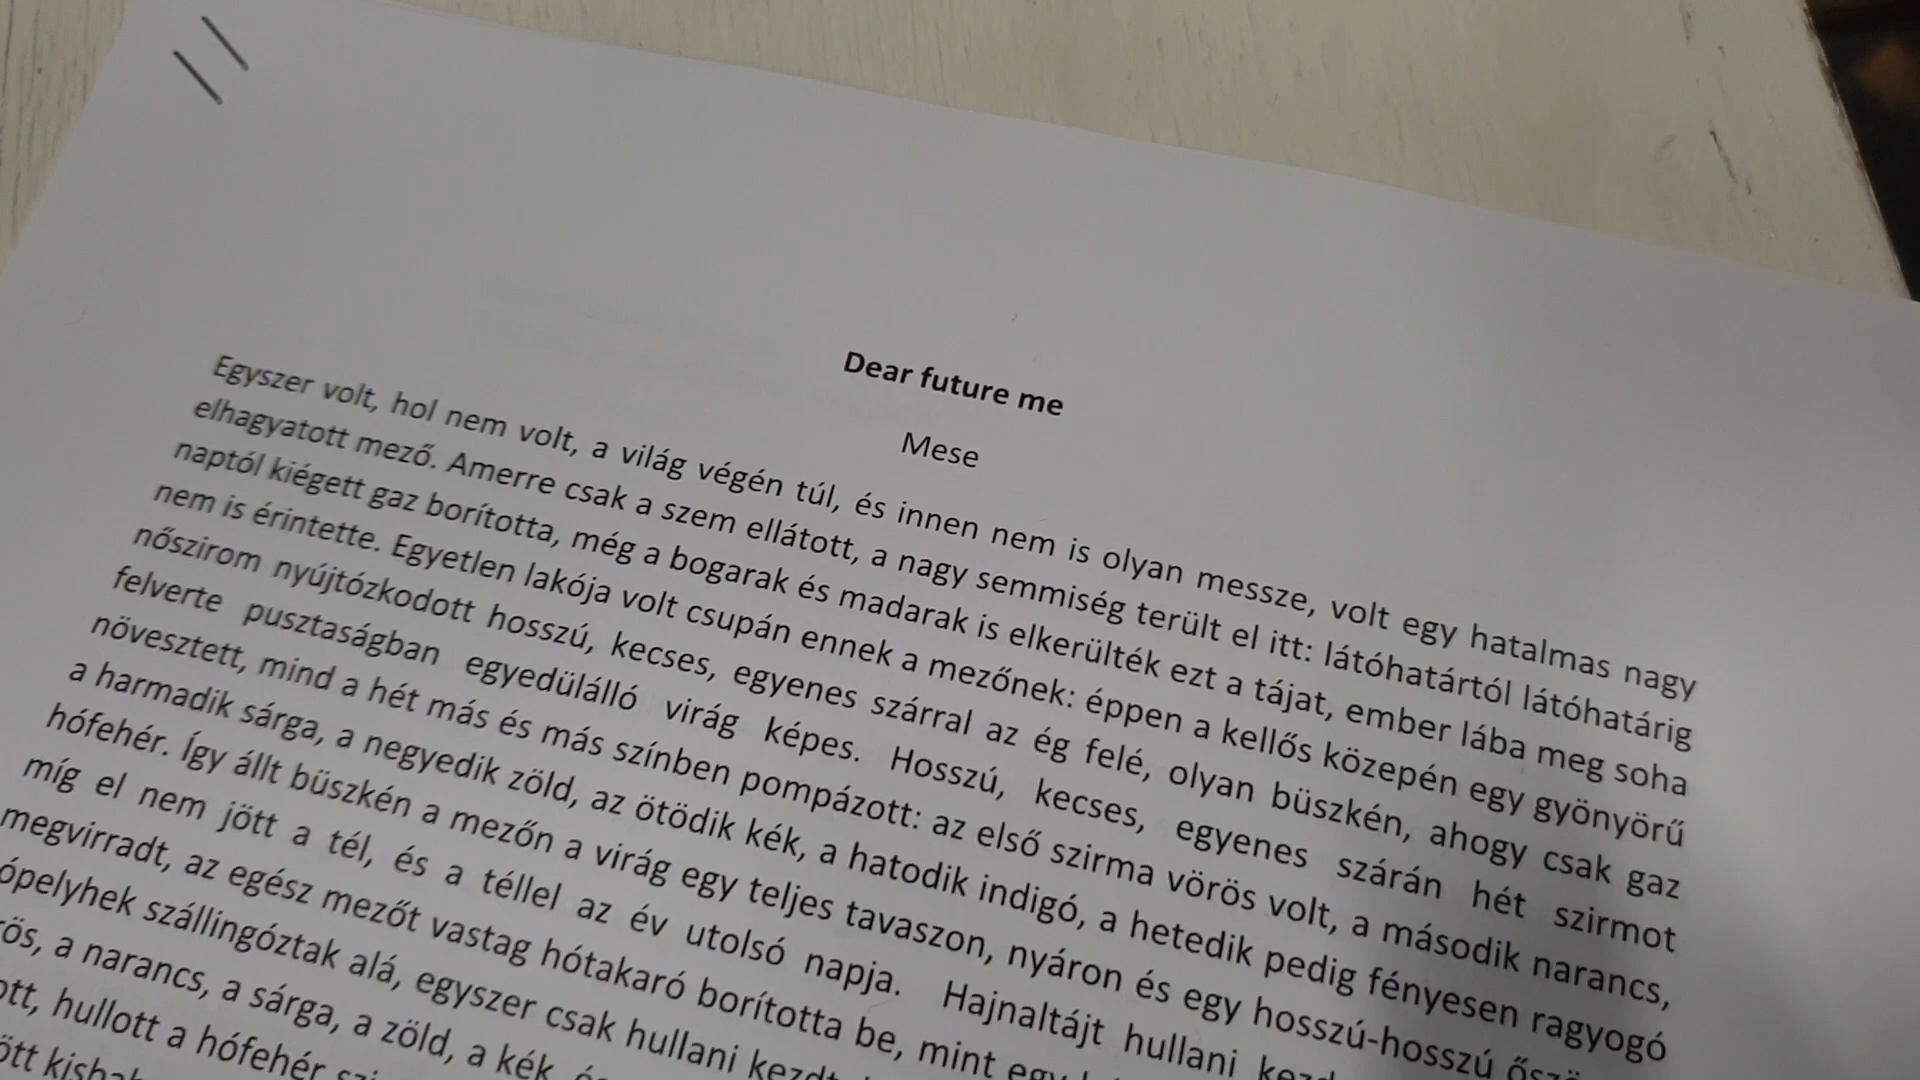 Dear future me
Mese
Egyszer volt, hol nem volt, a világ végén túl, és innen nem is olyan messze, volt egy hatalmas nagy
elhagyatott mező. Amerre csak a szem ellátott, a nagy semmiség terült el itt: látóhatártól látóhatárig
naptól kiégett gaz borította, még a bogarak és madarak is elkerülték ezt a tájat, ember lába meg soha
nem is érintette. Egyetlen lakója volt csupán ennek a mezőnek: éppen a kellős közepén egy gyönyörű
nőszirom nyújtózkodott hosszú, kecses, egyenes szárral az ég felé, olyan büszkén, ahogy csak gaz
felverte pusztaságban egyedülálló virág képes. Hosszú, kecses, egyenes szárán hét szirmot
növesztett, mind a hét más és más színben pompázott: az első szirma vörös volt, a második narancs,
a harmadik sárga, a negyedik zöld, az ötödik kék, a hatodik indigó, a hetedik pedig fényesen ragyogó
hófehér. Így állt büszkén a mezőn a virág egy teljes tavaszon, nyáron és egy hosszú-hosszú
míg el nem jött a tél, és a téllel az év utolsó napja. Hajnaltájt hullani
megvirradt, az egész mezőt vastag hótakaró borította be, mint egy
szállingóztak alá, egyszer csak hullani
a narancs, a sárga, a zöld, a kék
hullott a hófehér